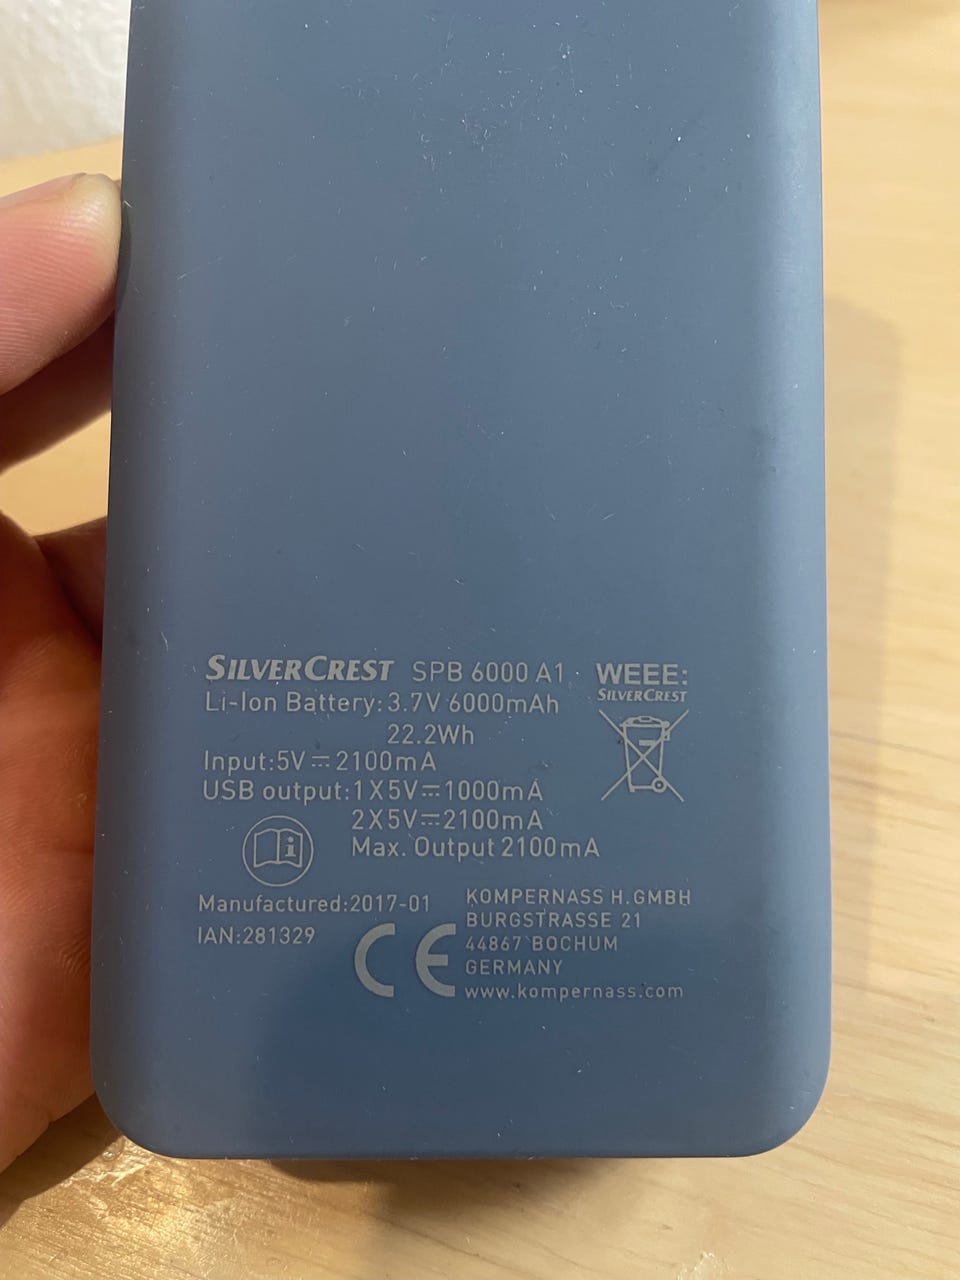 SILVERCREST SPB 6000 A1
Li-Ion Battery: 3.7V 6000mAh
22.2Wh
Input:5V⎓2100mA
USB output:1X5V⎓1000mA
2X5V⎓2100mA
Max. Output 2100mA
WEEE:
SILVERCREST
i
Manufactured:2017-01
IAN:281329
CE
KOMPERNASS H.GMBH
BURGSTRASSE 21
44867 BOCHUM
GERMANY
www.kompernass.com